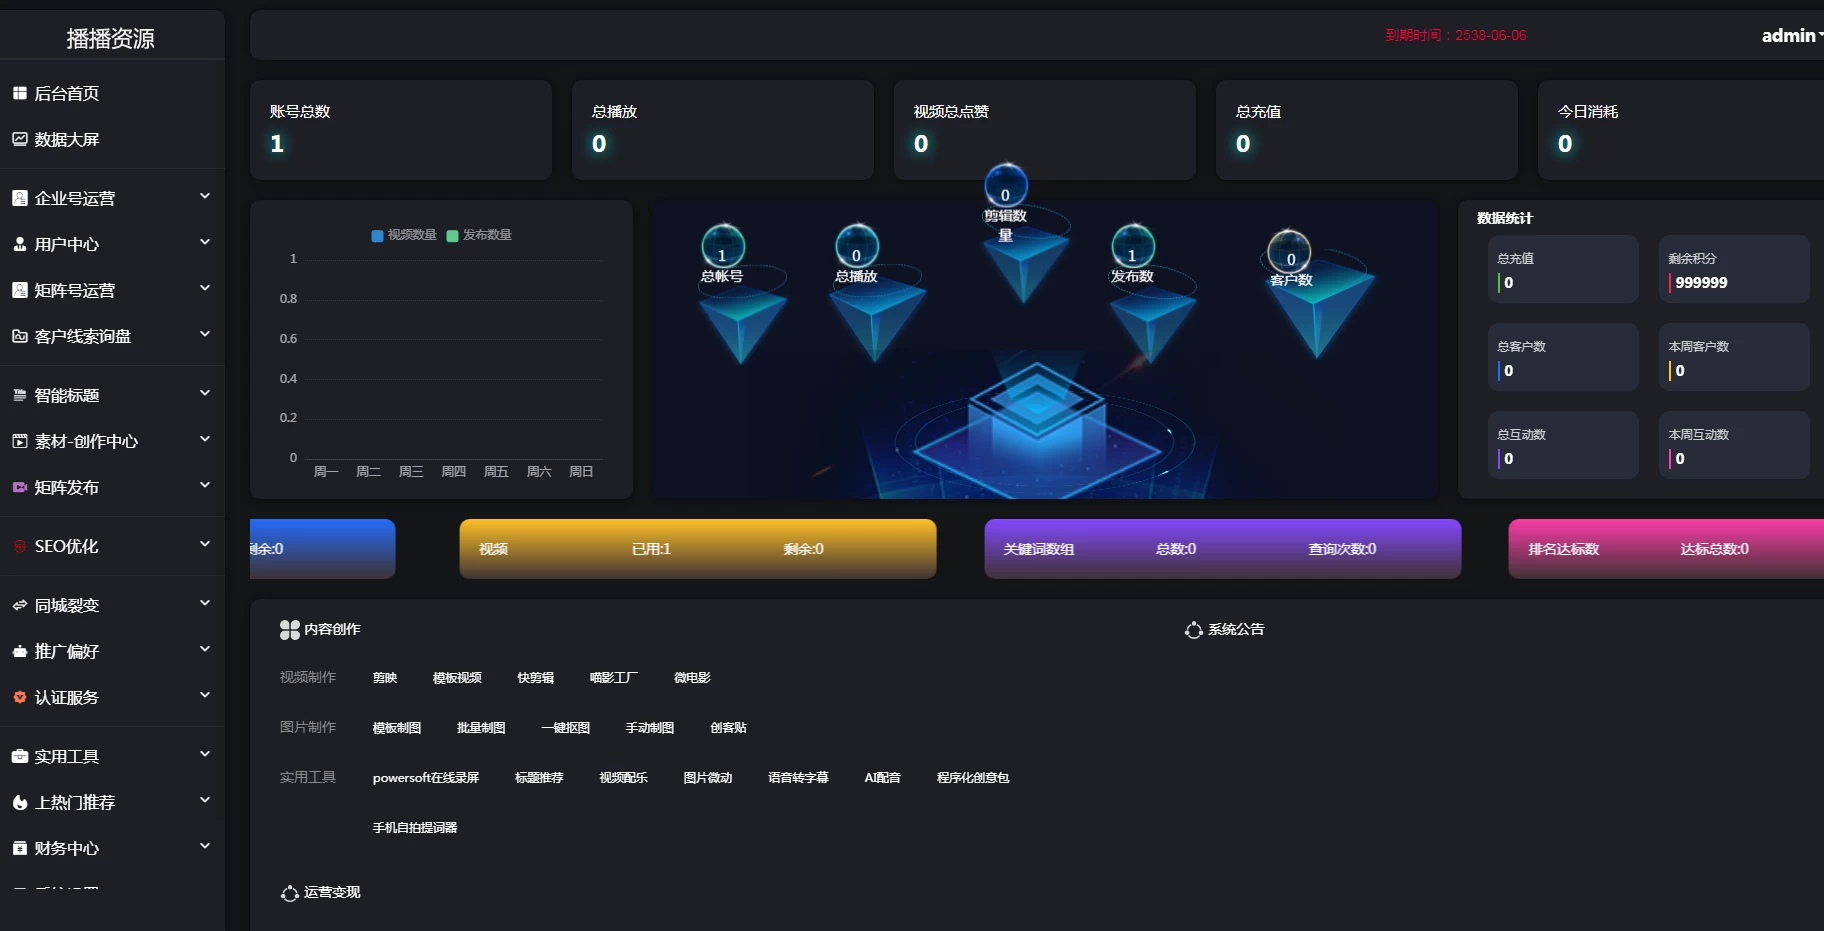 播播资源
后台首页
数据大屏
企业号运营
用户中心
矩阵号运营
客户线索询盘
智能标题
素材-创作中心
矩阵发布
SEO优化
同城裂变
推广偏好
认证服务
实用工具
上热门推荐
财务中心
到期时间：2538-06-06
admin
账号总数
1
总播放
0
视频总点赞
0
总充值
0
今日消耗
0
视频数量 发布数量
1
0.8
0.6
0.4
0.2
0
周一 周二 周三 周四 周五 周六 周日
1
总帐号
0
总播放
0
剪辑数
量
1
发布数
0
客户数
数据统计
总充值
0
剩余积分
999999
总客户数
0
本周客户数
0
总互动数
0
本周互动数
0
剩余:0
视频 已用:1 剩余:0
关键词数组 总数:0 查询次数:0
排名达标数 达标总数:0
内容创作
视频制作 剪映 模板视频 快剪辑 喵影工厂 微电影
图片制作 模板制图 批量制图 一键抠图 手动制图 创客贴
实用工具 powersoft在线录屏 标题推荐 视频配乐 图片微动 语音转字幕 AI配音 程序化创意包
手机自拍提词器
系统公告
运营变现